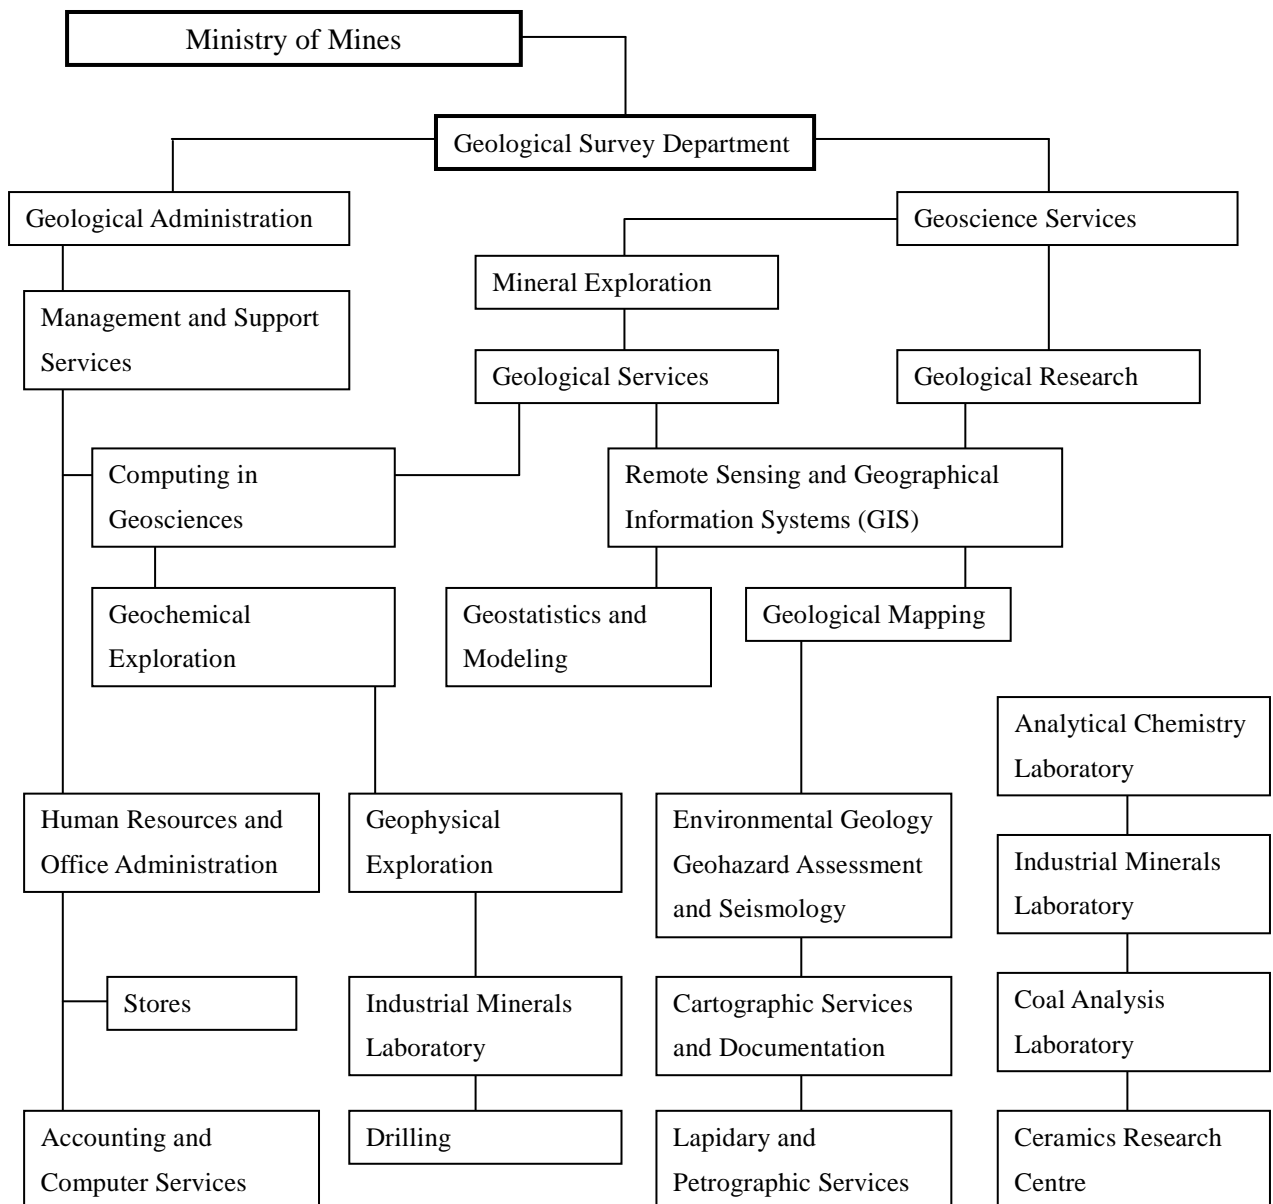 Ministry of Mines
Geological Survey Department
Geological Administration
Geoscience Services
Mineral Exploration
Management and Support
Services
Geological Services
Geological Research
Computing in
Geosciences
Remote Sensing and Geographical
Information Systems (GIS)
Geochemical
Exploration
Geostatistics and
Modeling
Geological Mapping
Analytical Chemistry
Laboratory
Human Resources and
Office Administration
Geophysical
Exploration
Environmental Geology
Geohazard Assessment
and Seismology
Industrial Minerals
Laboratory
Stores
Industrial Minerals
Laboratory
Cartographic Services
and Documentation
Coal Analysis
Laboratory
Accounting and
Computer Services
Drilling
Lapidary and
Petrographic Services
Ceramics Research
Centre